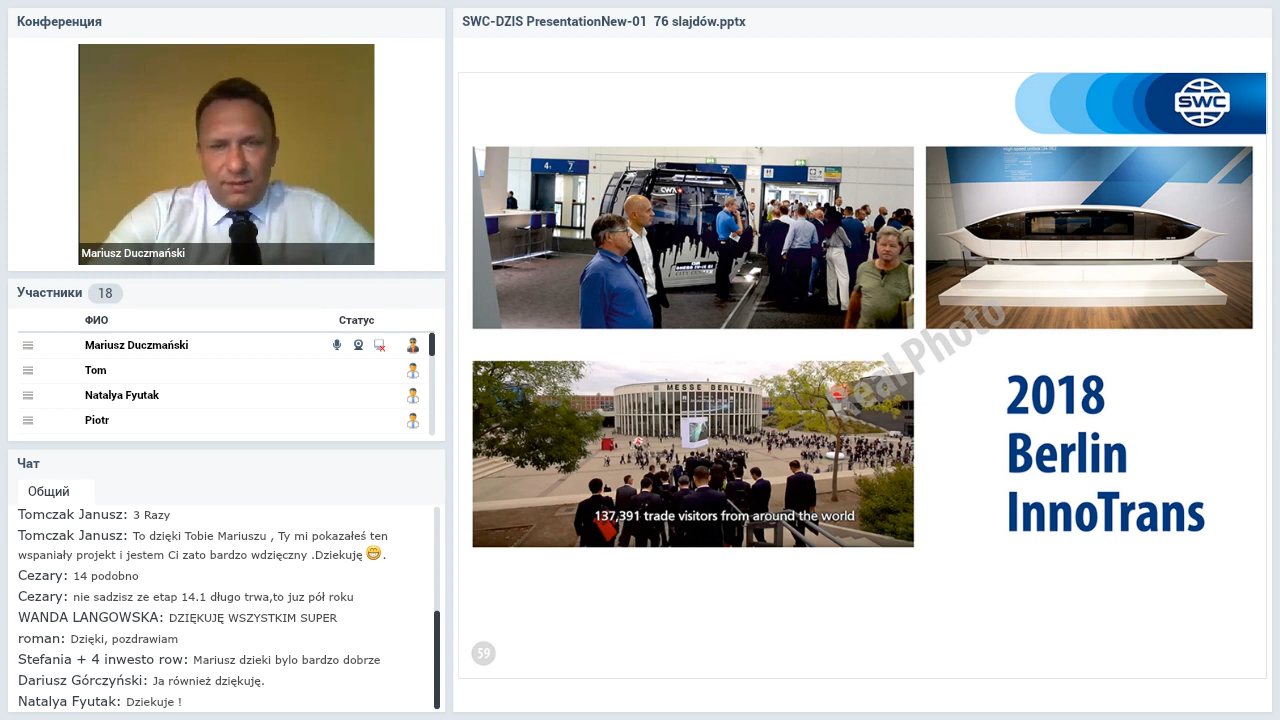 Конференция
Mariusz Duczmański
Участники 18
ФИО Статус
Mariusz Duczmański
Tom
Natalya Fyutak
Piotr
Чат
Общий
Tomczak Janusz: 3 Razy
Tomczak Janusz: To dzięki Tobie Mariuszu , Ty mi pokazałeś ten
wspaniały projekt i jestem Ci zato bardzo wdzięczny .Dziekuję 😁.
Cezary: 14 podobno
Cezary: nie sadzisz ze etap 14.1 długo trwa,to juz pół roku
WANDA LANGOWSKA: DZIĘKUJĘ WSZYSTKIM SUPER
roman: Dzięki, pozdrawiam
Stefania + 4 inwesto row: Mariusz dzieki bylo bardzo dobrze
Dariusz Górczyński: Ja również dziękuję.
Natalya Fyutak: Dziekuje !
SWC-DZIS PresentationNew-01 76 slajdów.pptx
SWC
7
7
CWA
Real Photo
MESSE BERLIN
137,391 trade visitors from around the world
2018
Berlin
InnoTrans
59